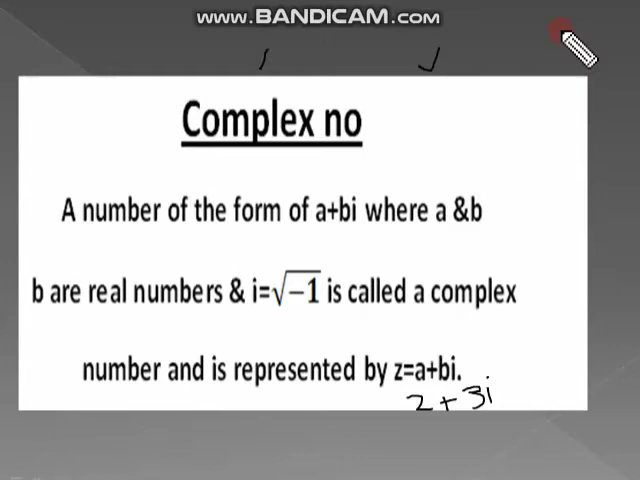 WWW.BANDICAM.COM
Complex no
A number of the form of a+bi where a &b
b are real numbers & i=√−1 is called a complex
number and is represented by z=a+bi.
2 + 3i